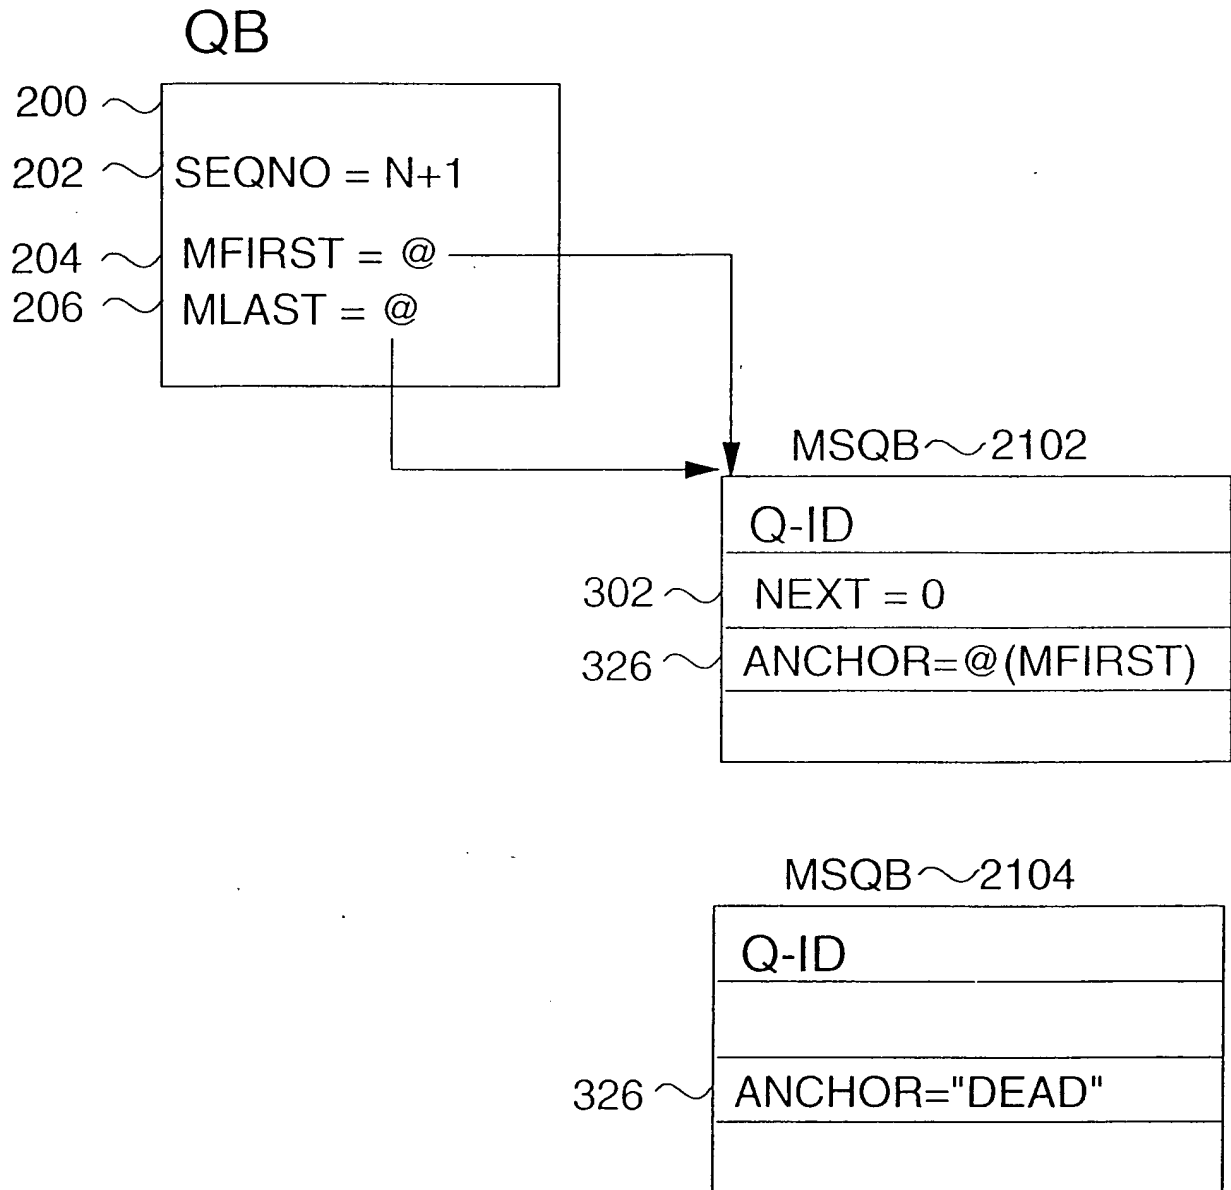 QB
200
202 SEQNO = N+1
204 MFIRST = @
206 MLAST = @
MSQB 2102
Q-ID
302 NEXT = 0
326 ANCHOR=@(MFIRST)
MSQB 2104
Q-ID
326 ANCHOR="DEAD"